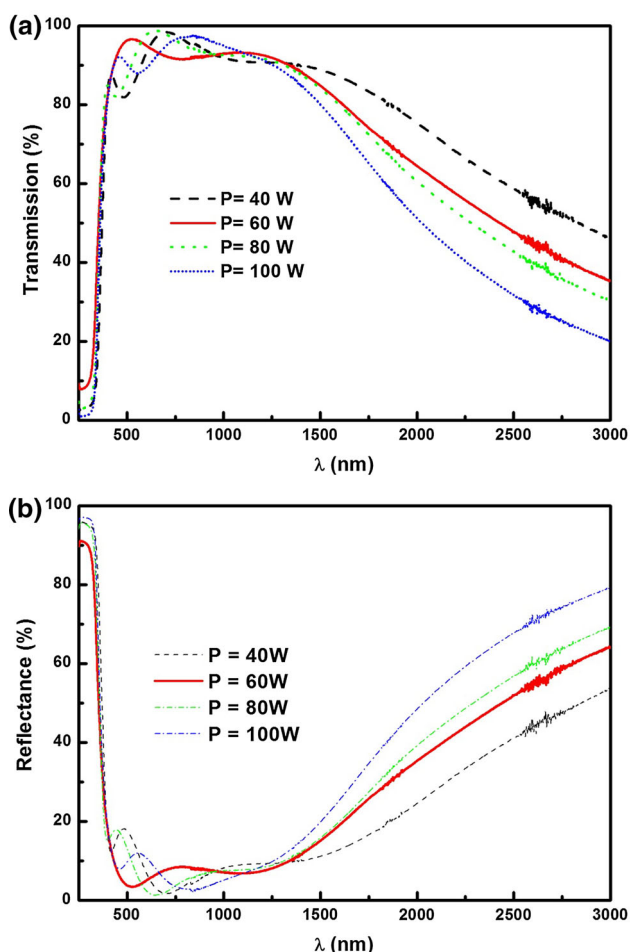 (a)
100
80
60
40
20
0
Transmission (%)
P= 40 W
P= 60 W
P= 80 W
P= 100 W
500 1000 1500 2000 2500 3000
λ (nm)
(b)
100
80
60
40
20
0
Reflectance (%)
P = 40W
P = 60W
P = 80W
P = 100W
500 1000 1500 2000 2500 3000
λ (nm)